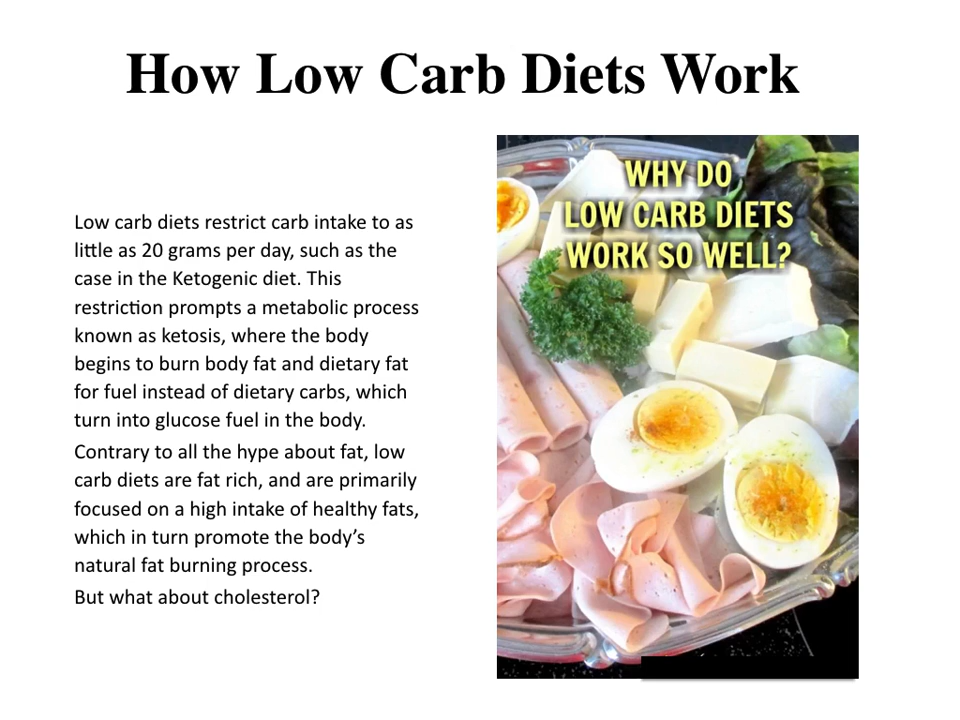 How Low Carb Diets Work
WHY DO
LOW CARB DIETS
WORK SO WELL?
Low carb diets restrict carb intake to as
little as 20 grams per day, such as the
case in the Ketogenic diet. This
restriction prompts a metabolic process
known as ketosis, where the body
begins to burn body fat and dietary fat
for fuel instead of dietary carbs, which
turn into glucose fuel in the body.
Contrary to all the hype about fat, low
carb diets are fat rich, and are primarily
focused on a high intake of healthy fats,
which in turn promote the body’s
natural fat burning process.
But what about cholesterol?